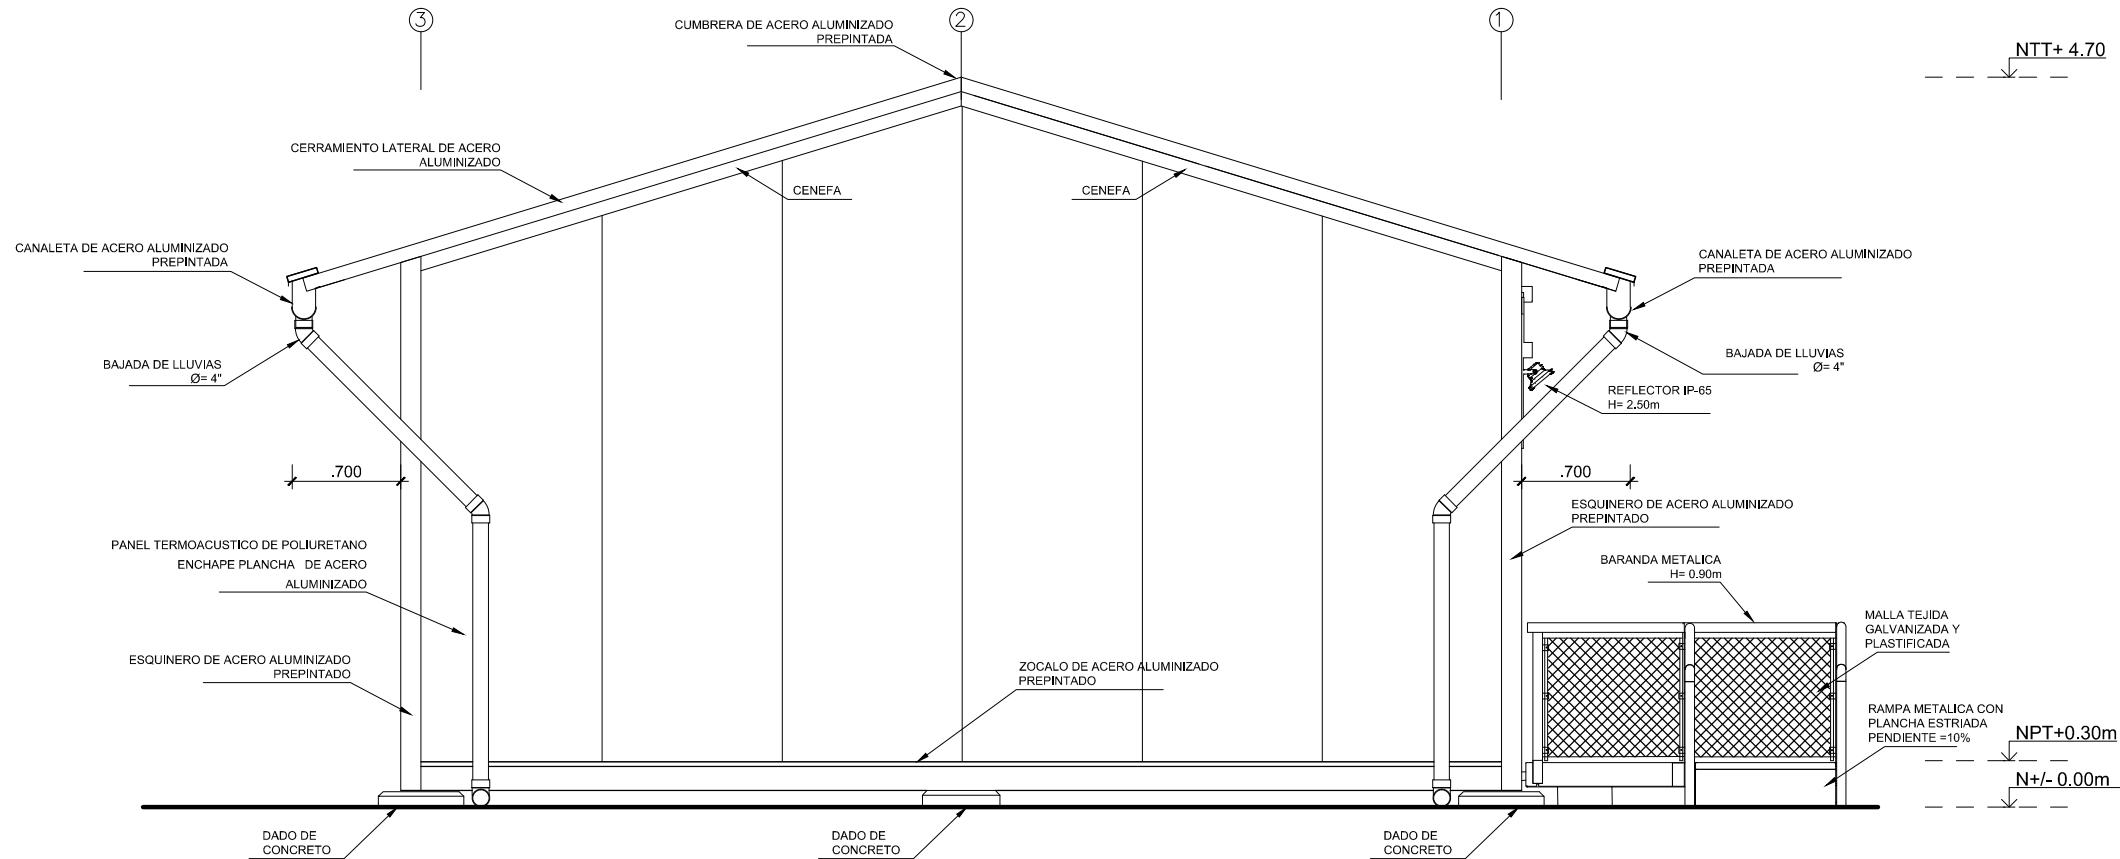 3
2
1
CUMBRERA DE ACERO ALUMINIZADO
PREPINTADA
NTT+ 4.70
CERRAMIENTO LATERAL DE ACERO
ALUMINIZADO
CENEFA
CENEFA
CANALETA DE ACERO ALUMINIZADO
PREPINTADA
CANALETA DE ACERO ALUMINIZADO
PREPINTADA
BAJADA DE LLUVIAS
Ø= 4"
BAJADA DE LLUVIAS
Ø= 4"
REFLECTOR IP-65
H= 2.50m
.700
.700
ESQUINERO DE ACERO ALUMINIZADO
PREPINTADO
PANEL TERMOACUSTICO DE POLIURETANO
ENCHAPE PLANCHA DE ACERO
ALUMINIZADO
BARANDA METALICA
H= 0.90m
MALLA TEJIDA
GALVANIZADA Y
PLASTIFICADA
ESQUINERO DE ACERO ALUMINIZADO
PREPINTADO
ZOCALO DE ACERO ALUMINIZADO
PREPINTADO
RAMPA METALICA CON
PLANCHA ESTRIADA
PENDIENTE =10%
NPT+0.30m
N+/- 0.00m
DADO DE
CONCRETO
DADO DE
CONCRETO
DADO DE
CONCRETO